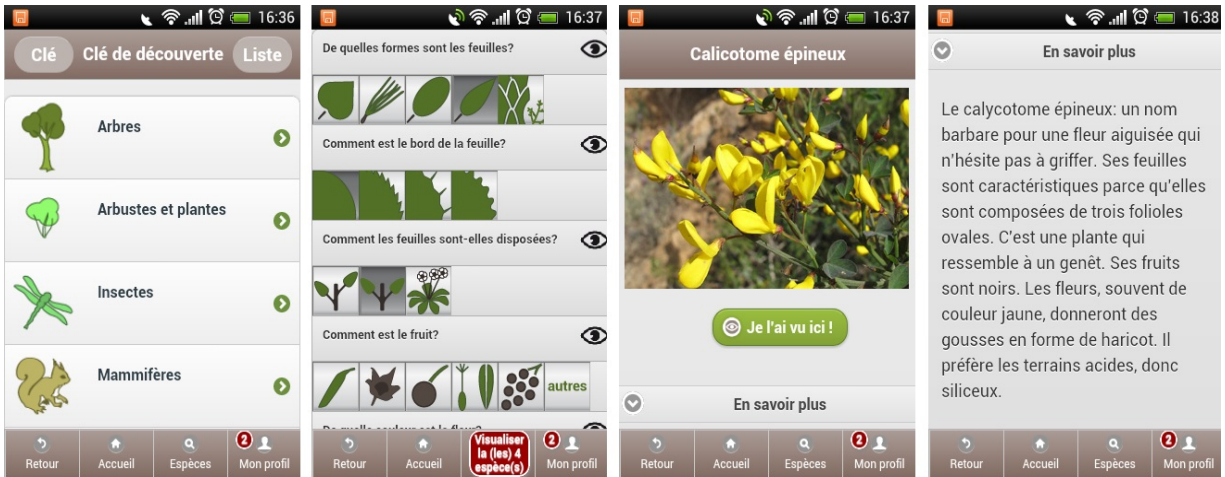 16:36
Clé
Clé de découverte
Liste
Arbres
Arbustes et plantes
Insectes
Mammifères
Retour
Accueil
Espèces
2
Mon profil
16:37
De quelles formes sont les feuilles?
Comment est le bord de la feuille?
Comment les feuilles sont-elles disposées?
Comment est le fruit?
autres
De quelle couleur est la fleur?
Retour
Accueil
Visualiser
la (les) 4
espèce(s)
2
Mon profil
16:37
Calicotome épineux
Je l'ai vu ici !
En savoir plus
Retour
Accueil
Espèces
2
Mon profil
16:38
En savoir plus
Le calycotome épineux: un nom
barbare pour une fleur aiguisée qui
n'hésite pas à griffer. Ses feuilles
sont caractéristiques parce qu'elles
sont composées de trois folioles
ovales. C'est une plante qui
ressemble à un genêt. Ses fruits
sont noirs. Les fleurs, souvent de
couleur jaune, donneront des
gousses en forme de haricot. Il
préfère les terrains acides, donc
siliceux.
Retour
Accueil
Espèces
2
Mon profil